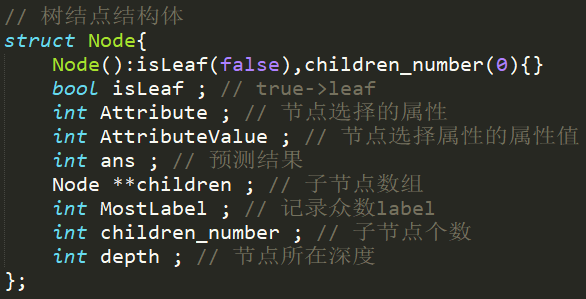 // 树结点结构体
struct Node{
    Node():isLeaf(false),children_number(0){}
    bool isLeaf ; // true->leaf
    int Attribute ; // 节点选择的属性
    int AttributeValue ; // 节点选择属性的属性值
    int ans ; // 预测结果
    Node **children ; // 子节点数组
    int MostLabel ; // 记录众数label
    int children_number ; // 子节点个数
    int depth ; // 节点所在深度
};